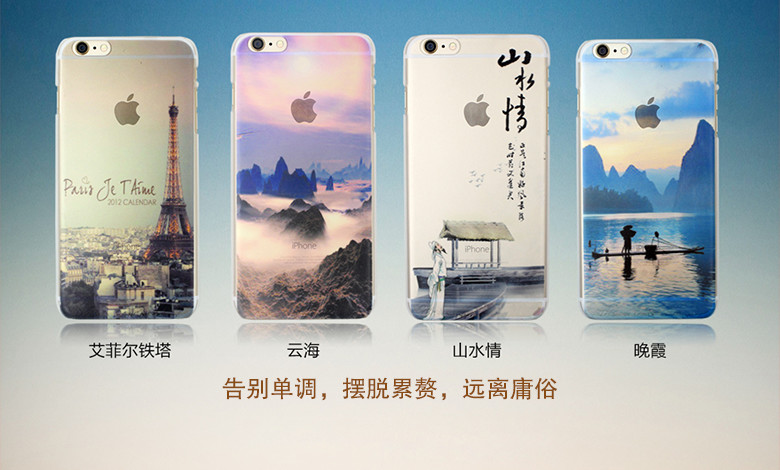 Paris Je T'Aime
2012 CALENDAR
iPhone
山水情
iPhone
艾菲尔铁塔
云海
山水情
晚霞
告别单调，摆脱累赘，远离庸俗